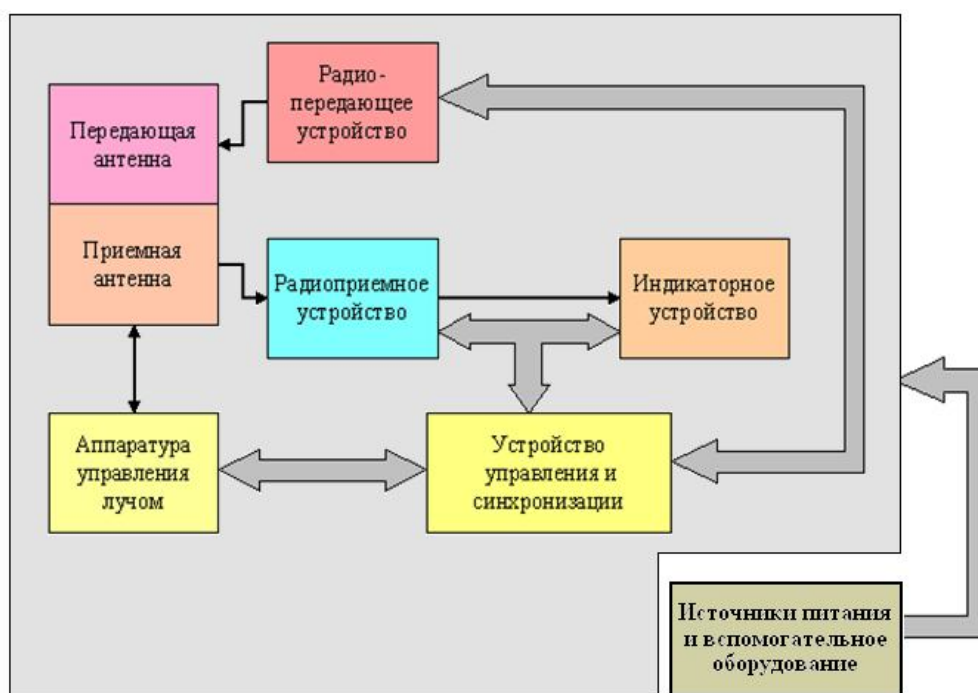 Радио-
передающее
устройство
Передающая
антенна
Приемная
антенна
Радиоприемное
устройство
Индикаторное
устройство
Аппаратура
управления
лучом
Устройство
управления и
синхронизации
Источники питания
и вспомогательное
оборудование